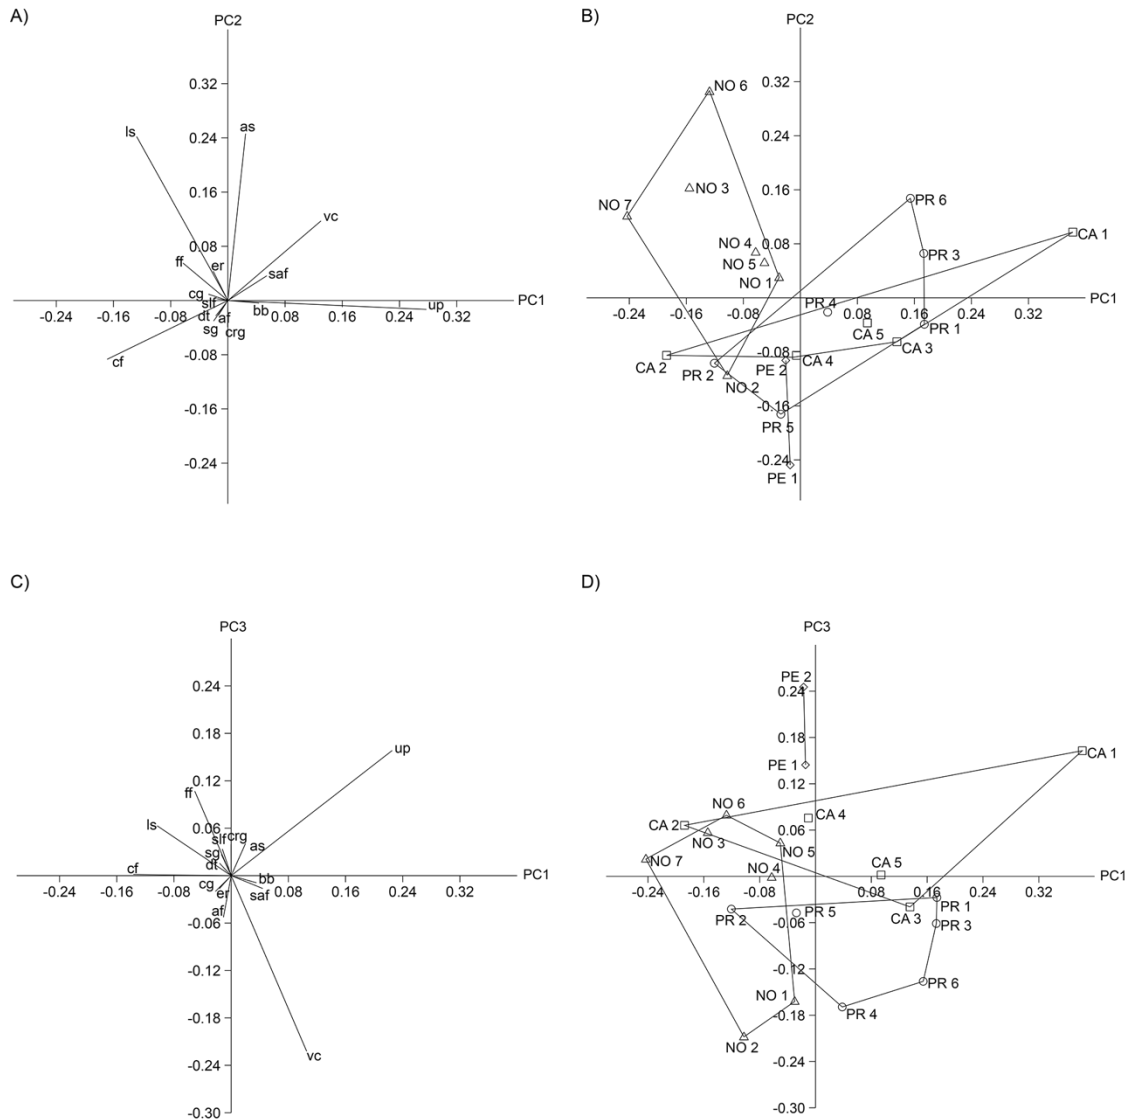 A)
PC2
0.32
0.24
0.16
0.08
-0.08
-0.16
-0.24
-0.24
-0.16
-0.08
0.08
0.16
0.24
0.32
PC1
ls
as
vc
ff
er
saf
cg
slf
bb
up
dt
af
sg
crg
cf
B)
PC2
0.32
0.24
0.16
0.08
-0.08
-0.16
-0.24
-0.24
-0.16
-0.08
0.08
0.16
0.24
0.32
PC1
NO 6
NO 3
NO 7
PR 6
NO 4
NO 5
NO 1
CA 1
PR 3
PR 4
PR 1
CA 5
CA 3
CA 2
PR 2
PE 2
CA 4
NO 2
PR 5
PE 1
C)
PC3
0.24
0.18
0.12
0.06
-0.06
-0.12
-0.18
-0.24
-0.30
-0.24
-0.16
-0.08
0.08
0.16
0.24
0.32
PC1
up
ff
ls
slf
crg
as
sg
dt
cf
bb
cg
er
saf
af
vc
D)
PC3
0.24
0.18
0.12
0.06
-0.06
-0.12
-0.18
-0.24
-0.30
-0.24
-0.16
-0.08
0.08
0.16
0.24
0.32
PC1
PE 2
PE 1
CA 1
NO 6
CA 4
CA 2
NO 3
NO 5
NO 7
NO 4
CA 5
PR 1
PR 2
PR 5
CA 3
PR 3
PR 6
NO 1
PR 4
NO 2